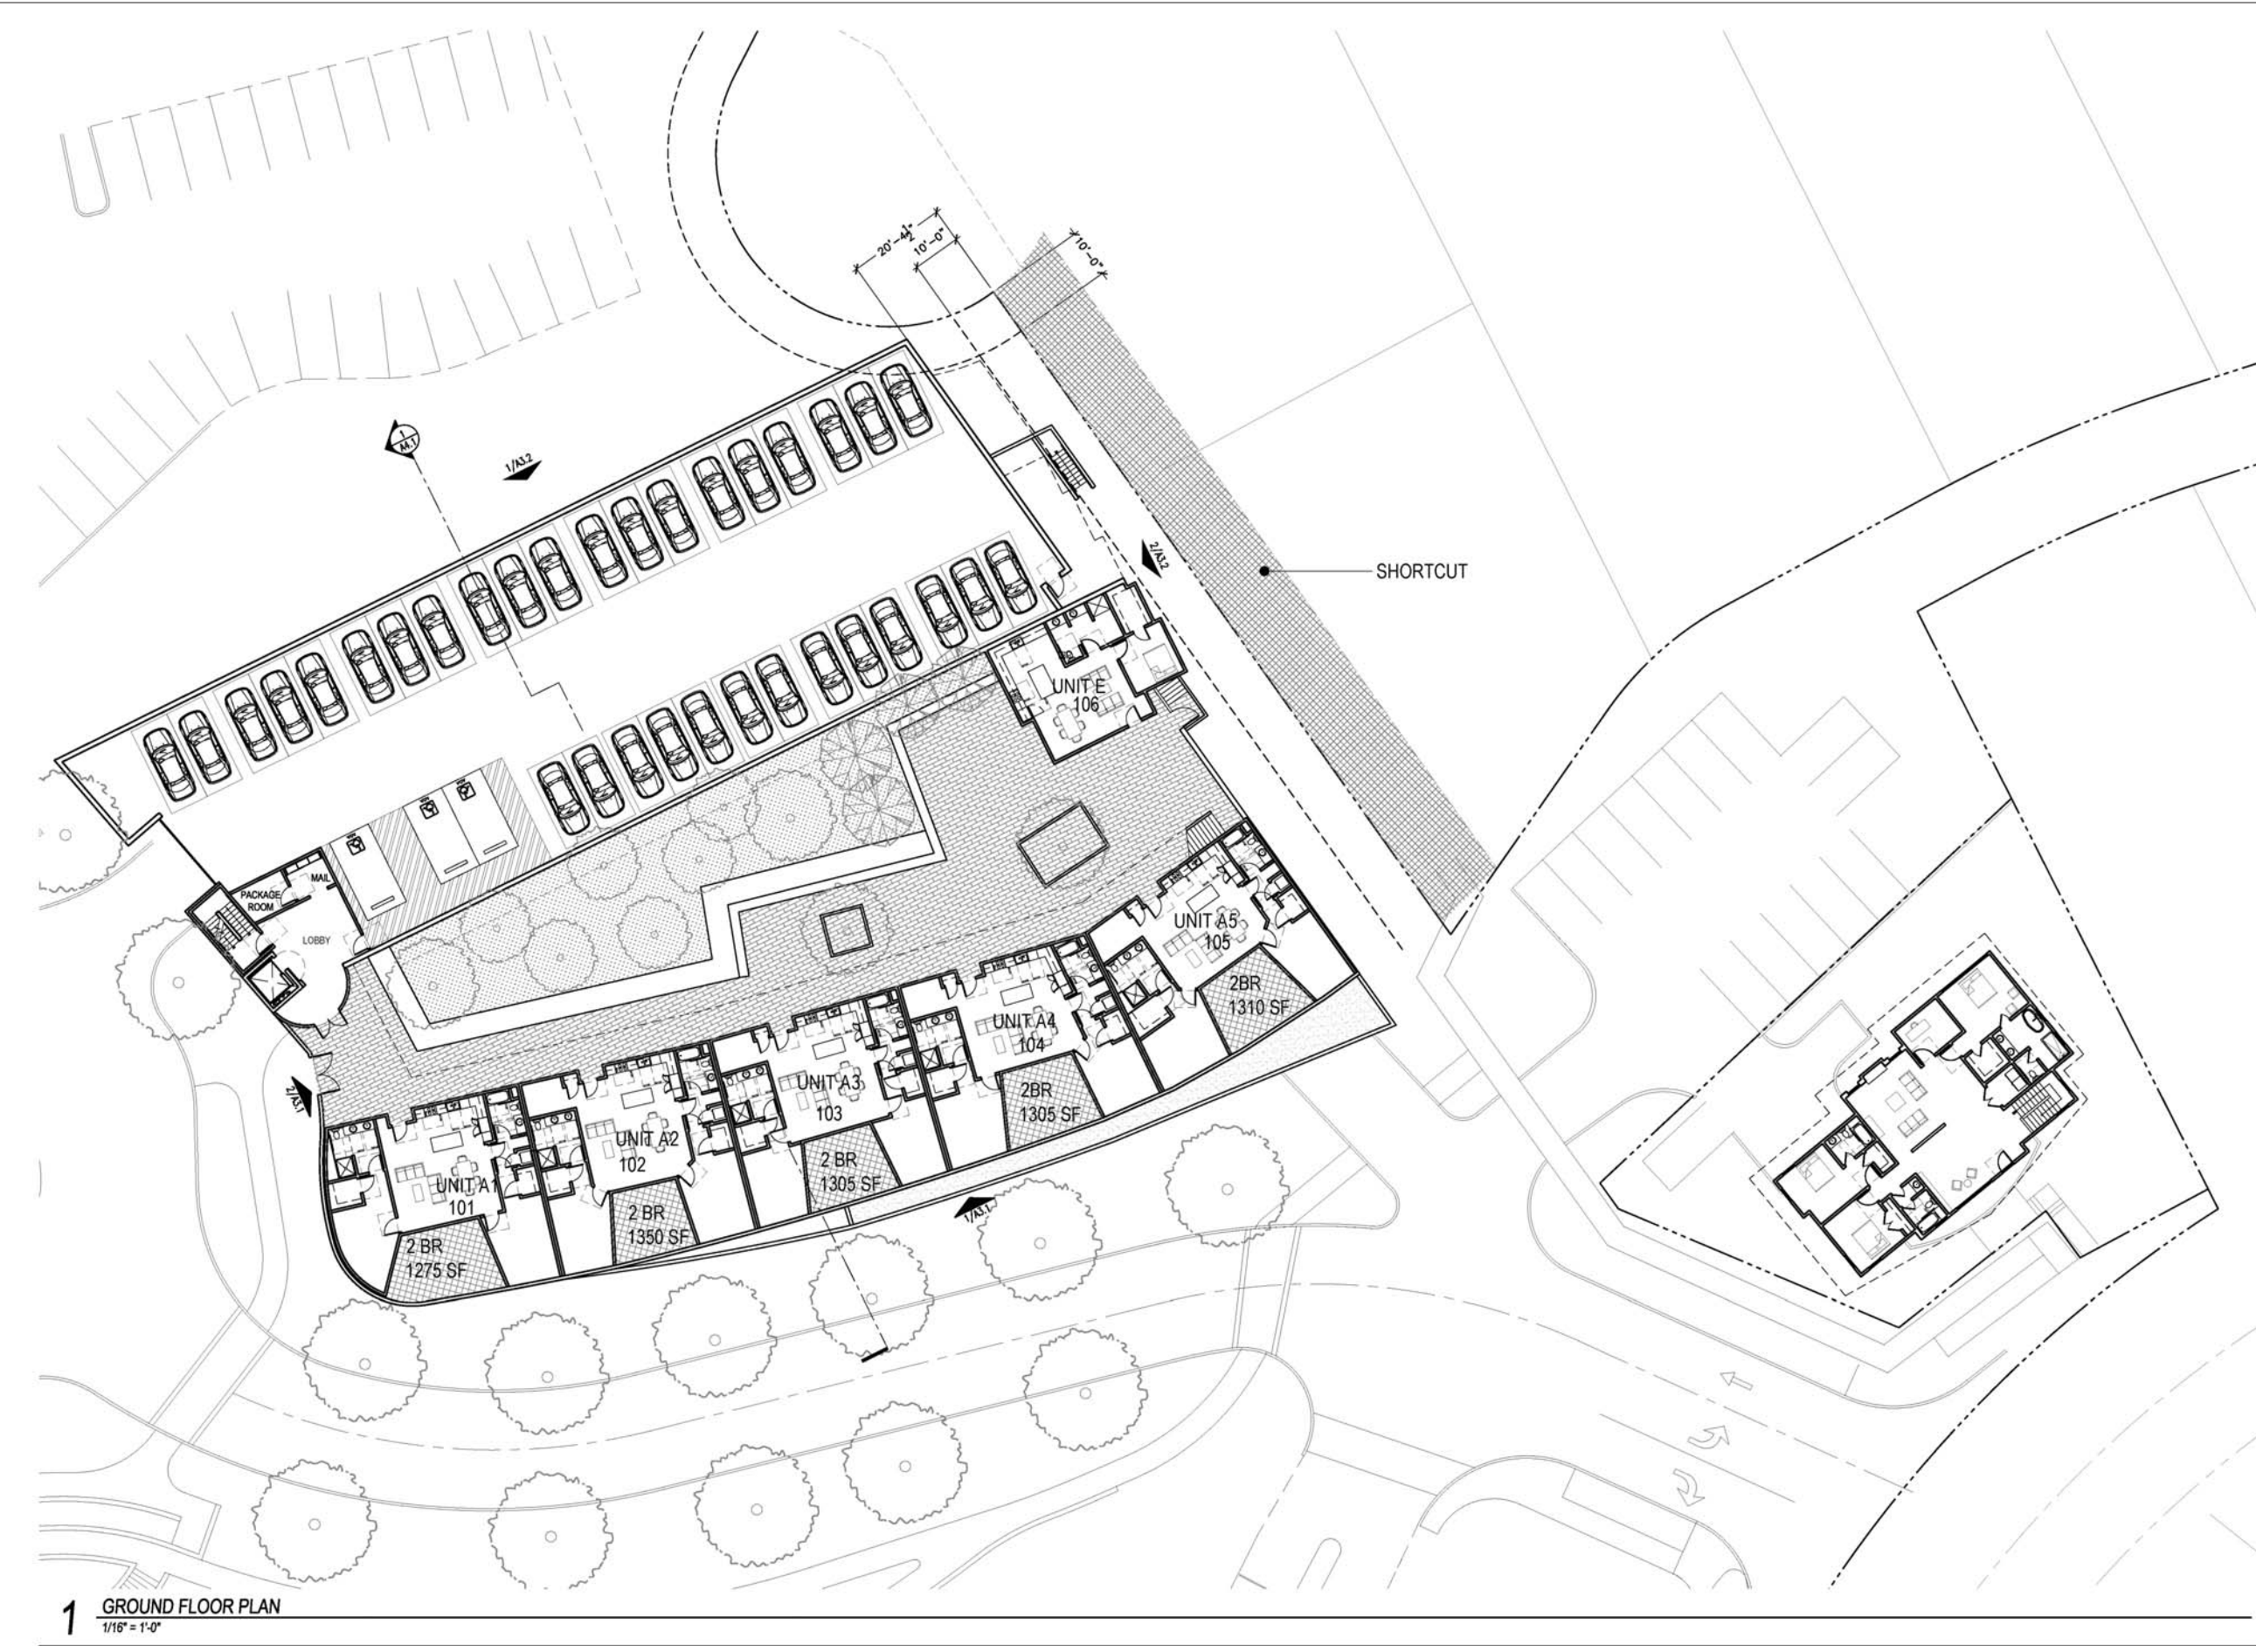 20'-4½"
10'-0"
10'-0"
1
A4.1
1/A3.2
2/A3.2
SHORTCUT
UNIT E
106
MAIL
PACKAGE
ROOM
LOBBY
UNIT A5
105
2BR
1310 SF
UNIT A4
104
2BR
1305 SF
UNIT A3
103
2 BR
1305 SF
UNIT A2
102
2 BR
1350 SF
UNIT A1
101
2 BR
1275 SF
2/A3.1
1/A3.1
1
GROUND FLOOR PLAN
1/16" = 1'-0"